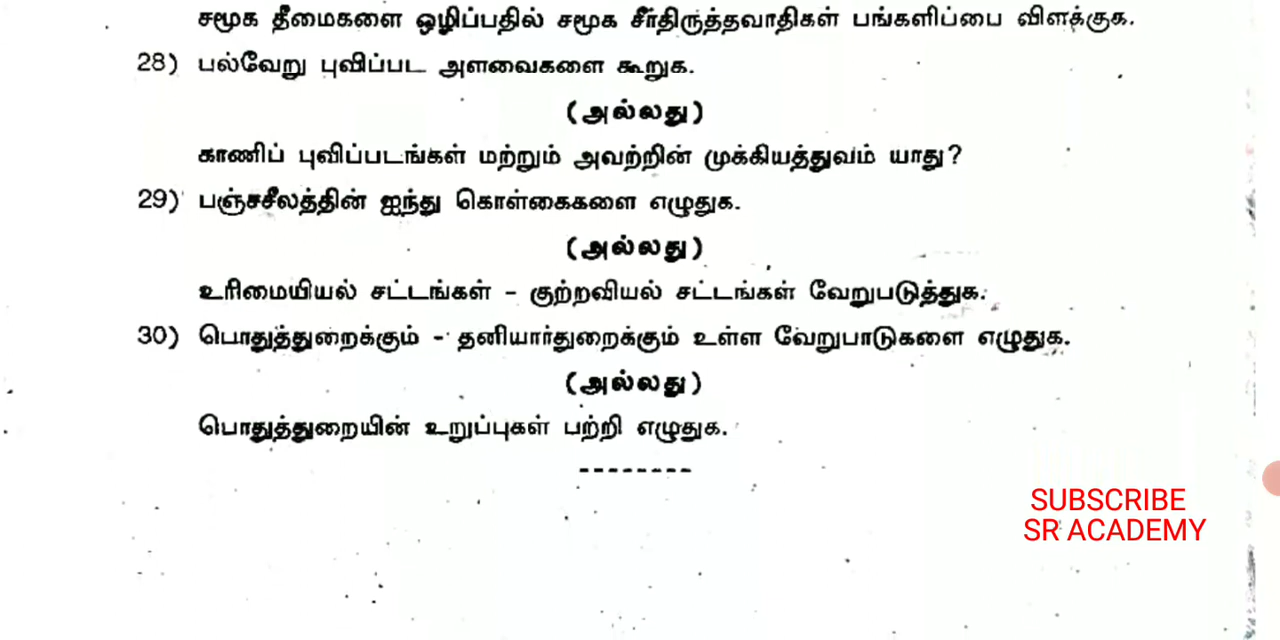 சமூக தீமைகளை ஒழிப்பதில் சமூக சீர்திருத்தவாதிகள் பங்களிப்பை விளக்குக.
28) பல்வேறு புவிப்பட அளவைகளை கூறுக.
(அல்லது)
காணிப் புவிப்படங்கள் மற்றும் அவற்றின் முக்கியத்துவம் யாது?
29) பஞ்சசீலத்தின் ஐந்து கொள்கைகளை எழுதுக.
(அல்லது)
உரிமையியல் சட்டங்கள் - குற்றவியல் சட்டங்கள் வேறுபடுத்துக.
30) பொதுத்துறைக்கும் - தனியார்துறைக்கும் உள்ள வேறுபாடுகளை எழுதுக.
(அல்லது)
பொதுத்துறையின் உறுப்புகள் பற்றி எழுதுக.
--------
SUBSCRIBE
SR ACADEMY